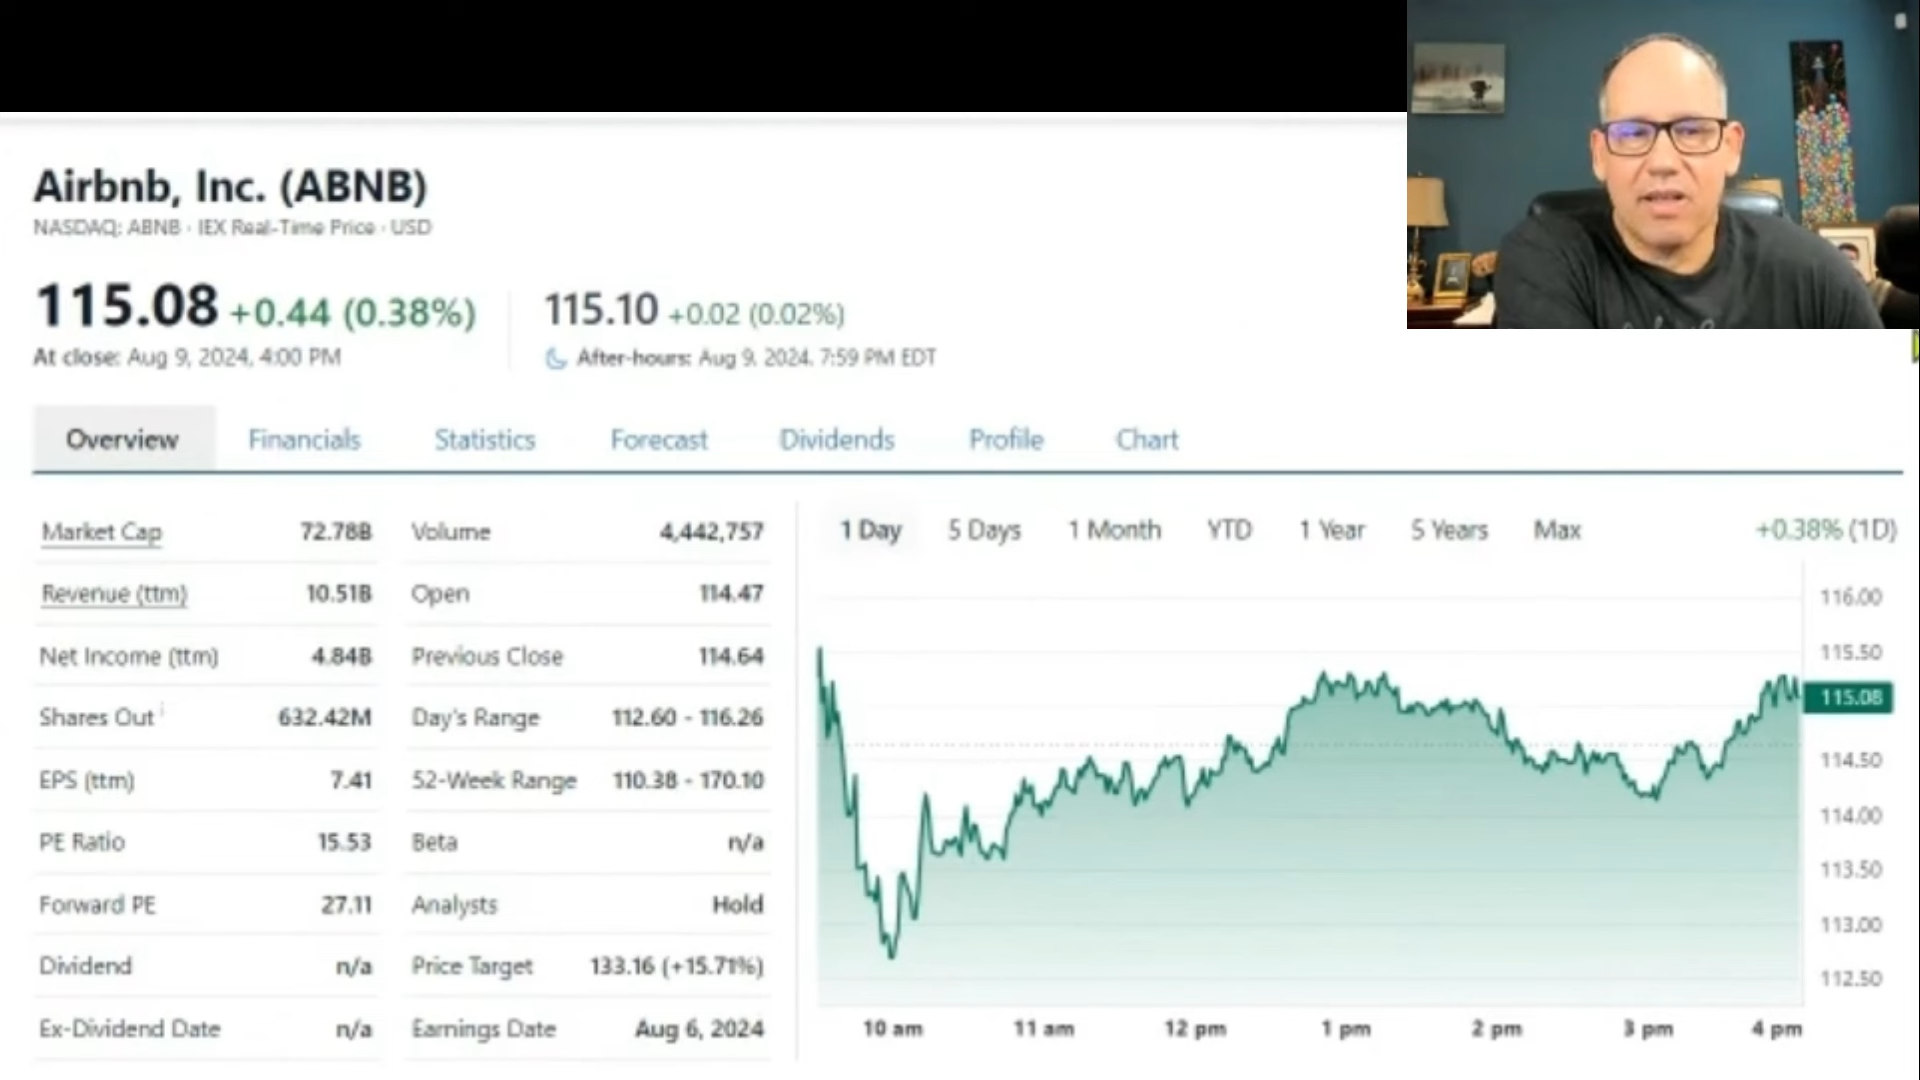 Airbnb, Inc. (ABNB)
NASDAQ: ABNB · IEX Real-Time Price · USD
115.08 +0.44 (0.38%)
At close: Aug 9, 2024, 4:00 PM
115.10 +0.02 (0.02%)
After-hours: Aug 9, 2024, 7:59 PM EDT
Overview Financials Statistics Forecast Dividends Profile Chart
Market Cap 72.78B
Revenue (ttm) 10.51B
Net Income (ttm) 4.84B
Shares Out 632.42M
EPS (ttm) 7.41
PE Ratio 15.53
Forward PE 27.11
Dividend n/a
Ex-Dividend Date n/a
Volume 4,442,757
Open 114.47
Previous Close 114.64
Day's Range 112.60 - 116.26
52-Week Range 110.38 - 170.10
Beta n/a
Analysts Hold
Price Target 133.16 (+15.71%)
Earnings Date Aug 6, 2024
1 Day 5 Days 1 Month YTD 1 Year 5 Years Max +0.38% (1D)
116.00
115.50
115.08
114.50
114.00
113.50
113.00
112.50
10 am 11 am 12 pm 1 pm 2 pm 3 pm 4 pm